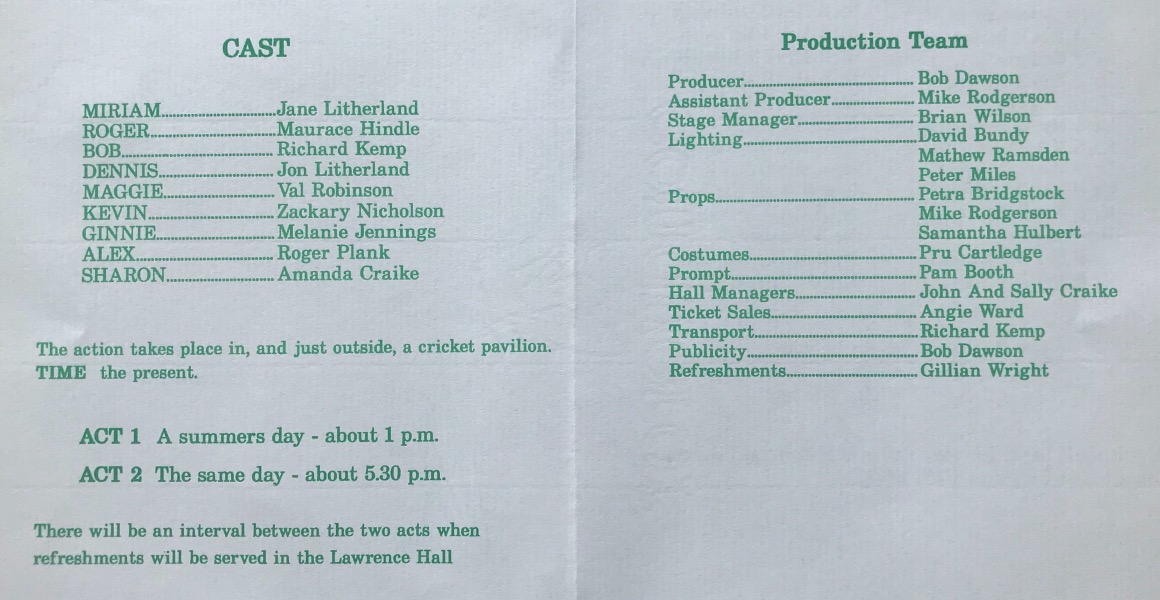 CAST
MIRIAM..............................Jane Litherland
ROGER.................................Maurace Hindle
BOB........................................Richard Kemp
DENNIS..............................Jon Litherland
MAGGIE..............................Val Robinson
KEVIN.................................Zackary Nicholson
GINNIE...............................Melanie Jennings
ALEX....................................Roger Plank
SHARON............................Amanda Craike
The action takes place in, and just outside, a cricket pavilion.
TIME the present.
ACT 1 A summers day - about 1 p.m.
ACT 2 The same day - about 5.30 p.m.
There will be an interval between the two acts when
refreshments will be served in the Lawrence Hall
Production Team
Producer.............................................Bob Dawson
Assistant Producer......................Mike Rodgerson
Stage Manager...............................Brian Wilson
Lighting.............................................David Bundy
Mathew Ramsden
Peter Miles
Props....................................................Petra Bridgstock
Mike Rodgerson
Samantha Hulbert
Costumes...........................................Pru Cartledge
Prompt................................................Pam Booth
Hall Managers...............................John And Sally Craike
Ticket Sales......................................Angie Ward
Transport..........................................Richard Kemp
Publicity............................................Bob Dawson
Refreshments..................................Gillian Wright